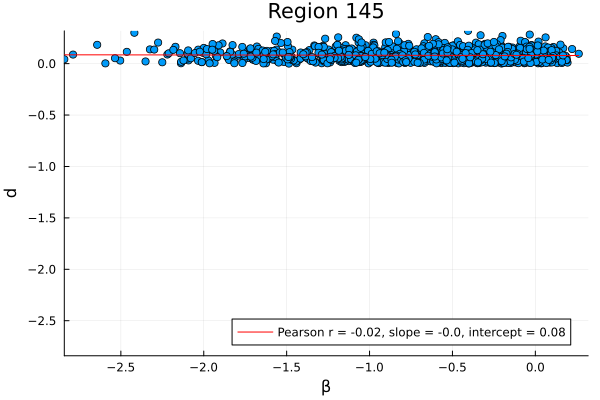 Region 145
0.0
−0.5
−1.0
−1.5
−2.0
−2.5
d
Pearson r = -0.02, slope = -0.0, intercept = 0.08
−2.5 −2.0 −1.5 −1.0 −0.5 0.0
β